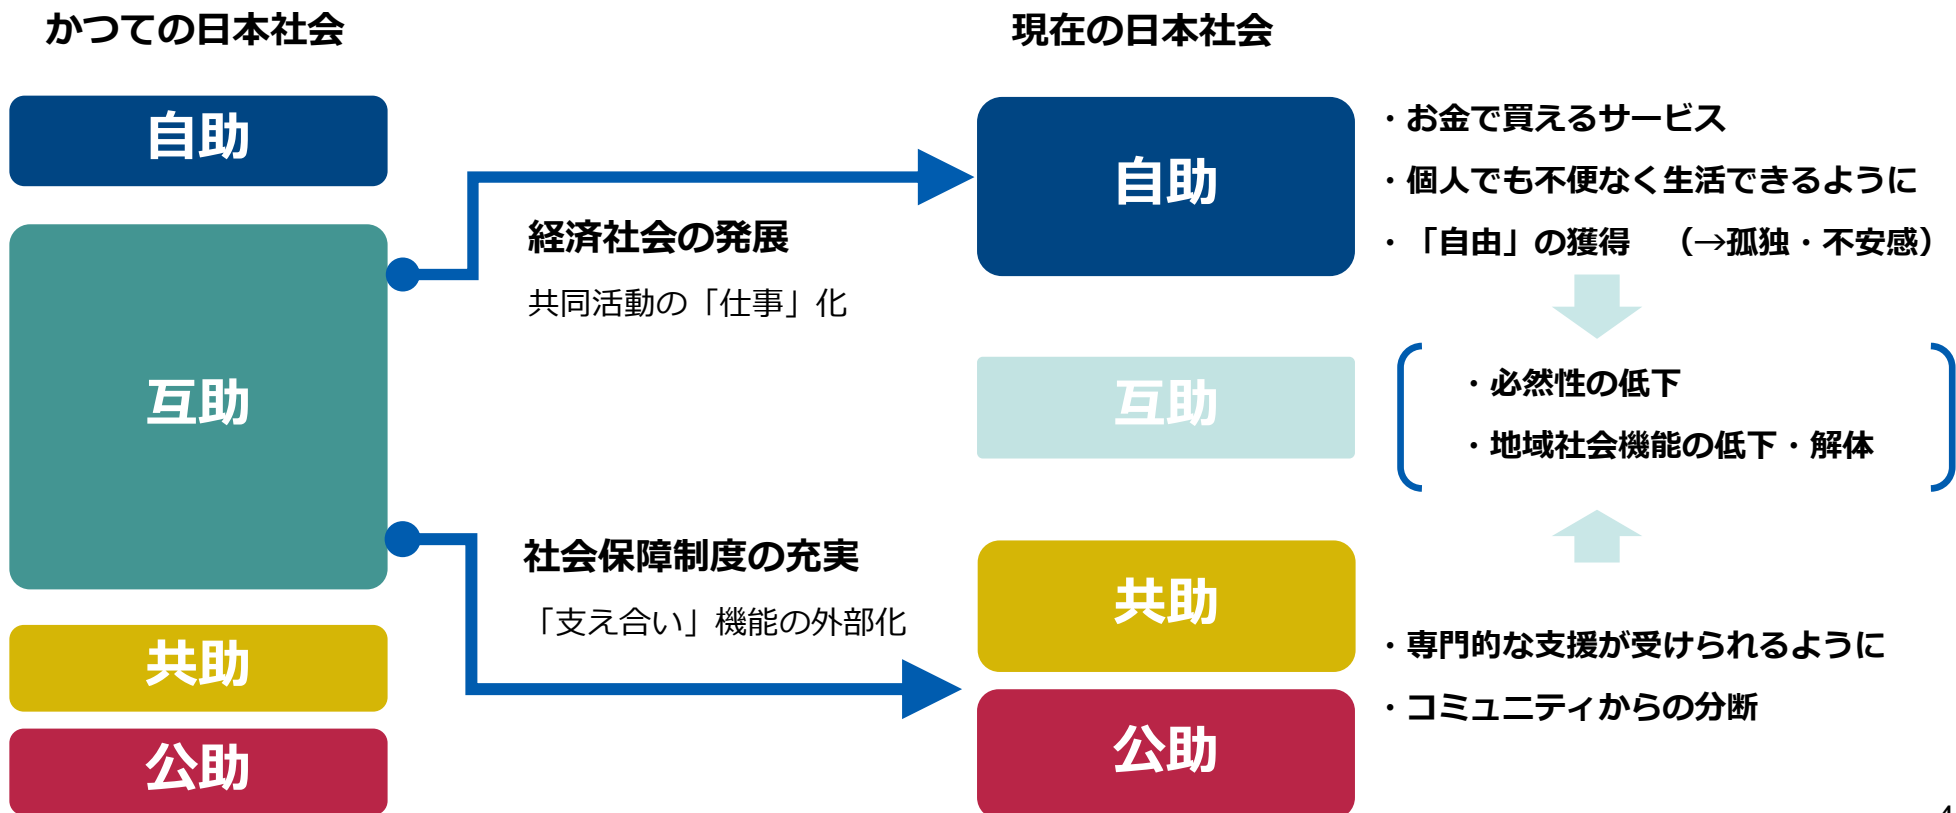 かつての日本社会
自助
互助
共助
公助
経済社会の発展
共同活動の「仕事」化
社会保障制度の充実
「支え合い」機能の外部化
現在の日本社会
自助
・お金で買えるサービス
・個人でも不便なく生活できるように
・「自由」の獲得　（→孤独・不安感）
互助
・必然性の低下
・地域社会機能の低下・解体
共助
公助
・専門的な支援が受けられるように
・コミュニティからの分断